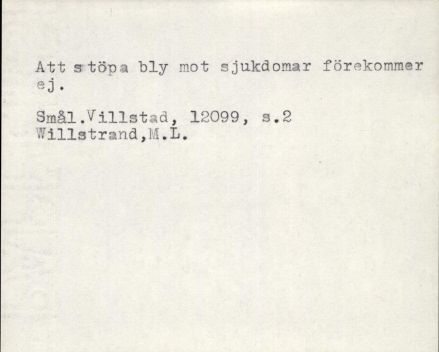 Att stöpa bly mot sjukdomar förekommer
ej.
Smål.Villstad, 12099, s.2
Willstrand,M.L.